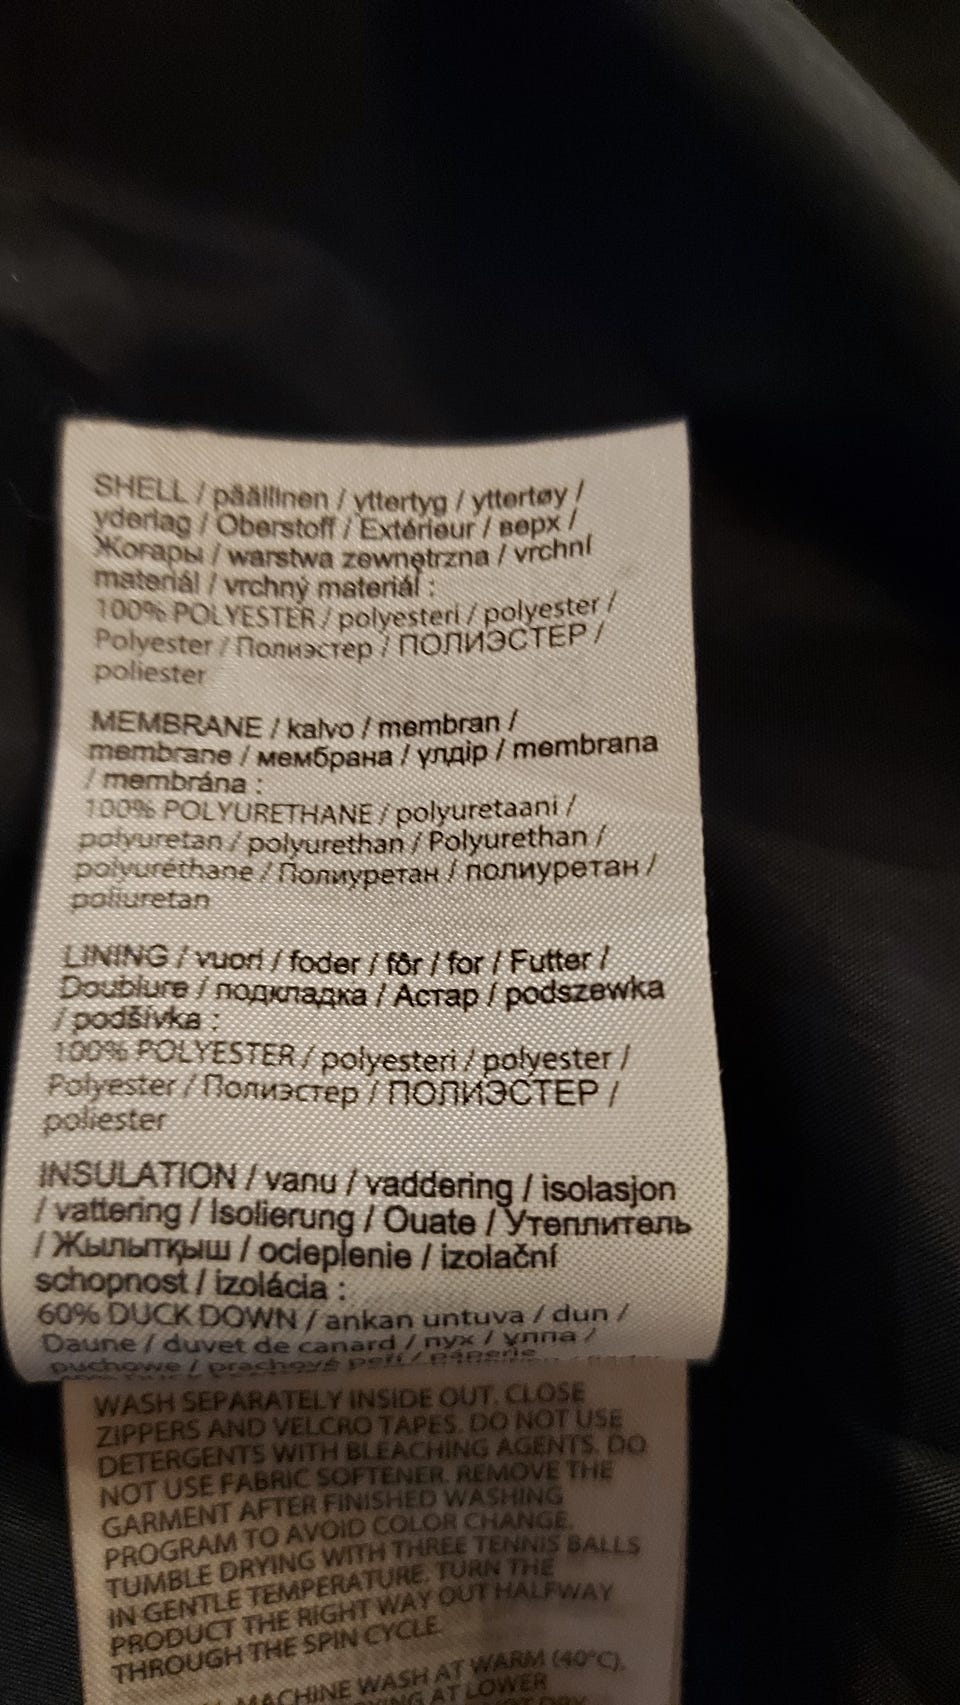 SHELL / päällinen / yttertyg / yttertøy /
yderlag / Oberstoff / Extérieur / верх /
Жоғары / warstwa zewnętrzna / vrchní
materiál / vrchný materiál :
100% POLYESTER / polyesteri / polyester /
Polyester / Полиэстер / ПОЛИЭСТЕР /
poliester
MEMBRANE / kalvo / membran /
membrane / мембрана / үлдір / membrana
/ membrána :
100% POLYURETHANE / polyuretaani /
polyuretan / polyurethan / Polyurethan /
polyuréthane / Полиуретан / полиуретан /
poliuretan
LINING / vuori / foder / fôr / for / Futter /
Doublure / подкладка / Астар / podszewka
/ podšívka :
100% POLYESTER / polyesteri / polyester /
Polyester / Полиэстер / ПОЛИЭСТЕР /
poliester
INSULATION / vanu / vaddering / isolasjon
/ vattering / Isolierung / Ouate / Утеплитель
/ Жылытқыш / ocieplenie / izolační
schopnost / izolácia :
60% DUCK DOWN / ankan untuva / dun /
Daune / duvet de canard / пух / үлпа /
puchowe / prachové peří / páperie
WASH SEPARATELY INSIDE OUT. CLOSE
ZIPPERS AND VELCRO TAPES. DO NOT USE
DETERGENTS WITH BLEACHING AGENTS. DO
NOT USE FABRIC SOFTENER. REMOVE THE
GARMENT AFTER FINISHED WASHING
PROGRAM TO AVOID COLOR CHANGE.
TUMBLE DRYING WITH THREE TENNIS BALLS
IN GENTLE TEMPERATURE. TURN THE
PRODUCT THE RIGHT WAY OUT HALFWAY
THROUGH THE SPIN CYCLE.
MACHINE WASH AT WARM (40°C),
AT LOWER